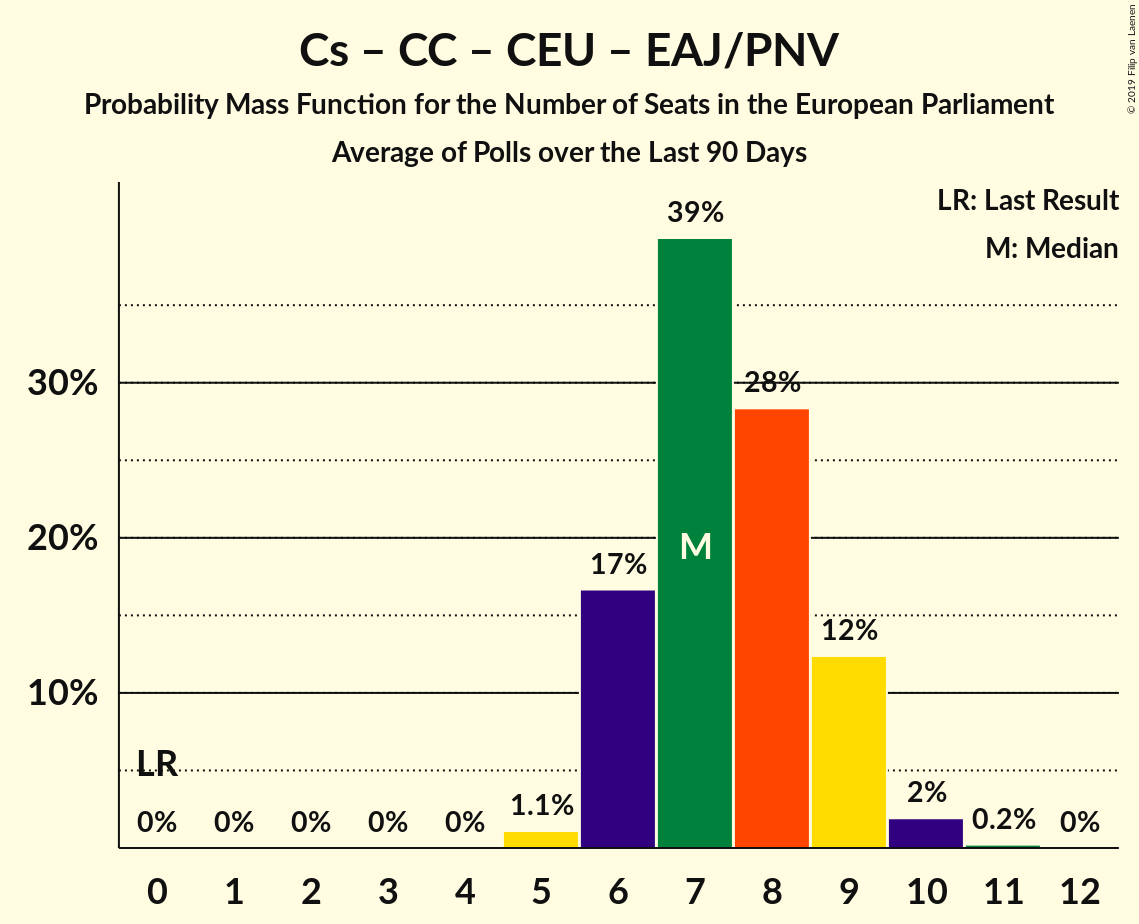 Cs – CC – CEU – EAJ/PNV
Probability Mass Function for the Number of Seats in the European Parliament
Average of Polls over the Last 90 Days
© 2019 Filip van Laenen
LR: Last Result
M: Median
39%
30%
28%
20%
M
17%
12%
10%
LR
0% 0% 0% 0% 0% 1.1% 2% 0.2% 0%
0 1 2 3 4 5 6 7 8 9 10 11 12